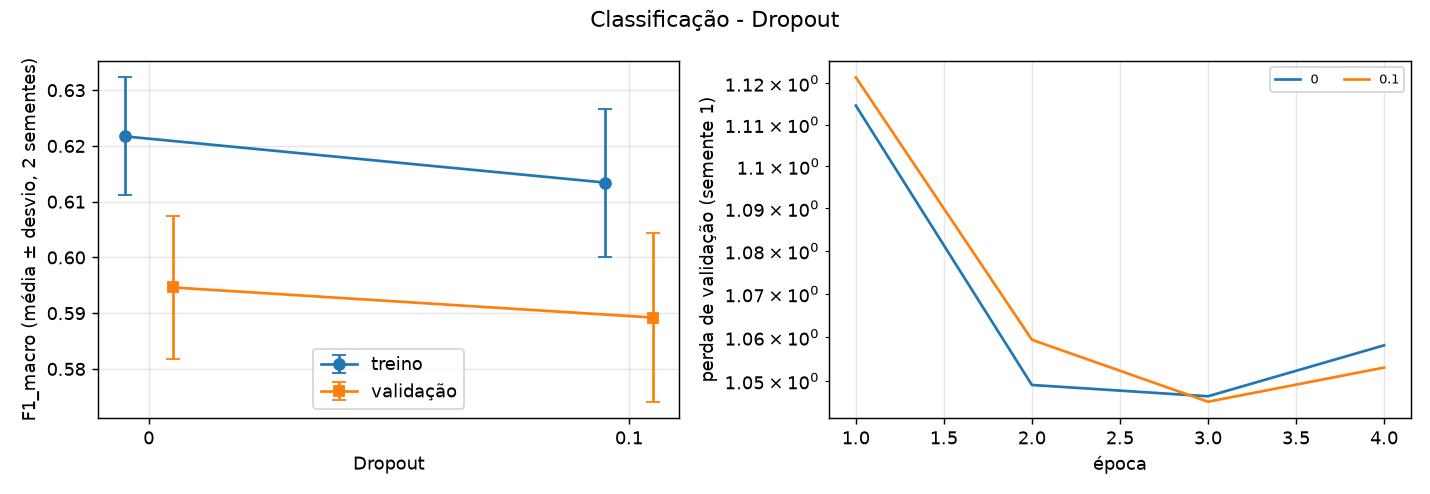 Classificação - Dropout
F1_macro (média ± desvio, 2 sementes)
0.63
0.62
0.61
0.60
0.59
0.58
treino
validação
0
0.1
Dropout
perda de validação (semente 1)
1.12 × 10⁰
1.11 × 10⁰
1.1 × 10⁰
1.09 × 10⁰
1.08 × 10⁰
1.07 × 10⁰
1.06 × 10⁰
1.05 × 10⁰
0
0.1
1.0
1.5
2.0
2.5
3.0
3.5
4.0
época